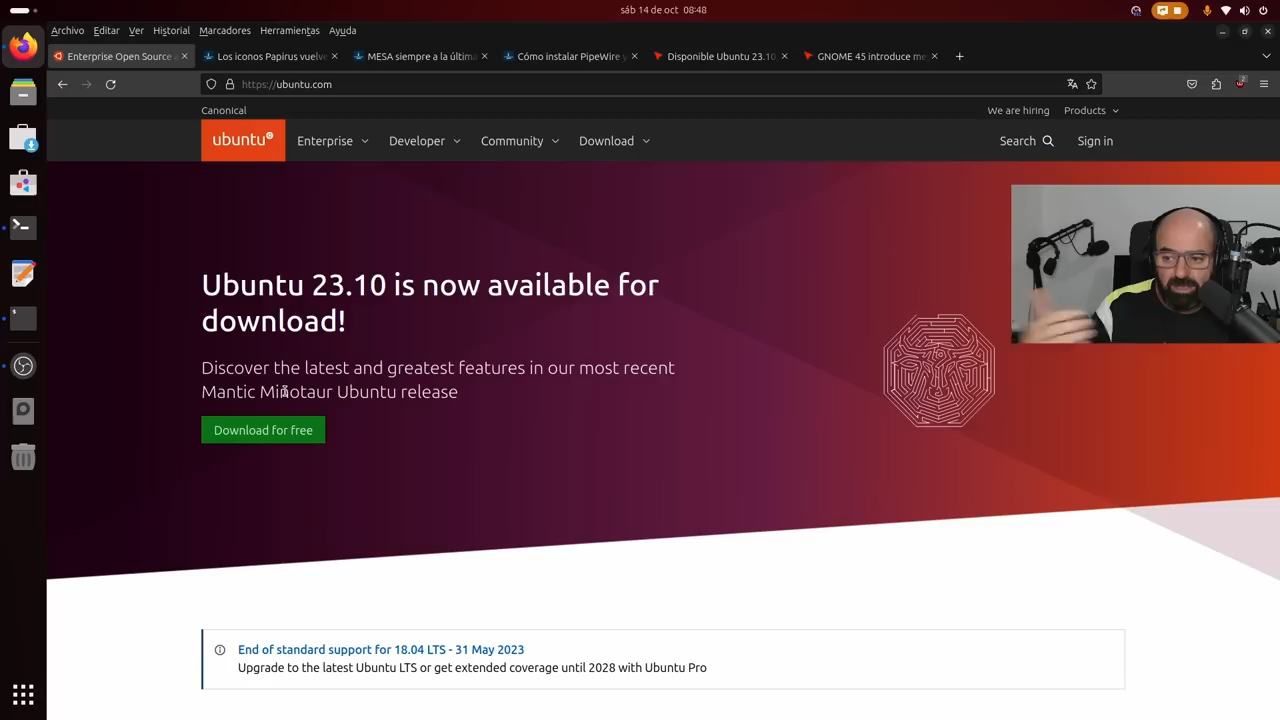 sáb 14 de oct 08:48
Archivo Editar Ver Historial Marcadores Herramientas Ayuda
Enterprise Open Source a
Los iconos Papirus vuelve
MESA siempre a la última
Cómo instalar PipeWire y
Disponible Ubuntu 23.10,
GNOME 45 introduce me
https://ubuntu.com
Canonical We are hiring Products
ubuntu Enterprise Developer Community Download Search Sign in
Ubuntu 23.10 is now available for
download!
Discover the latest and greatest features in our most recent
Mantic Minotaur Ubuntu release
Download for free
End of standard support for 18.04 LTS - 31 May 2023
Upgrade to the latest Ubuntu LTS or get extended coverage until 2028 with Ubuntu Pro